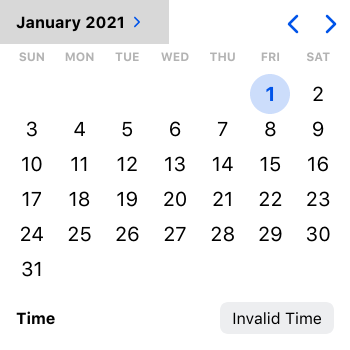 January 2021
SUN MON TUE WED THU FRI SAT
1 2
3 4 5 6 7 8 9
10 11 12 13 14 15 16
17 18 19 20 21 22 23
24 25 26 27 28 29 30
31
Time Invalid Time